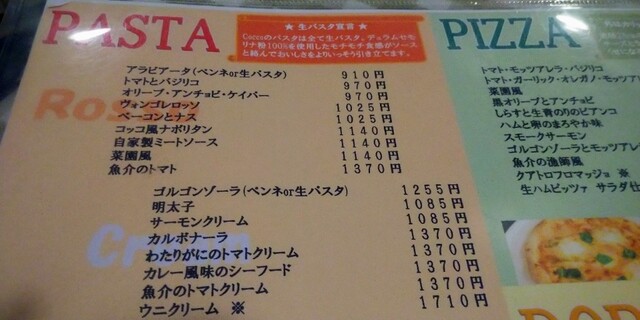 PASTA
★ 生パスタ宣言 ★
Coccoのパスタは全て生パスタ。デュラムセモ
リナ粉100%を使用したモチモチ食感がソース
と絡んでおいしさをよりいっそう引き立てます。
Ros
アラビアータ(ペンネor生パスタ) 910円
トマトとバジリコ 970円
オリーブ・アンチョビ・ケイパー 970円
ヴォンゴレロッソ 1025円
ベーコンとナス 1025円
コッコ風ナポリタン 1140円
自家製ミートソース 1140円
菜園風 1140円
魚介のトマト 1370円
Cream
ゴルゴンゾーラ(ペンネor生パスタ) 1255円
明太子 1085円
サーモンクリーム 1085円
カルボナーラ 1370円
わたりがにのトマトクリーム 1370円
カレー風味のシーフード 1370円
魚介のトマトクリーム 1370円
ウニクリーム ※ 1710円
PIZZA
トマト・モッツアレラ・バジリコ
トマト・ガーリック・オレガノ・モッツ
菜園風
黒オリーブとアンチョビ
しらすと生青のりのビアンコ
ハムと卵のまろやか味
スモークサーモン
ゴルゴンゾーラとモッツアレ
魚介の漁師風
クアトロフロマッジョ ※
生ハムピッツァ サラダ仕